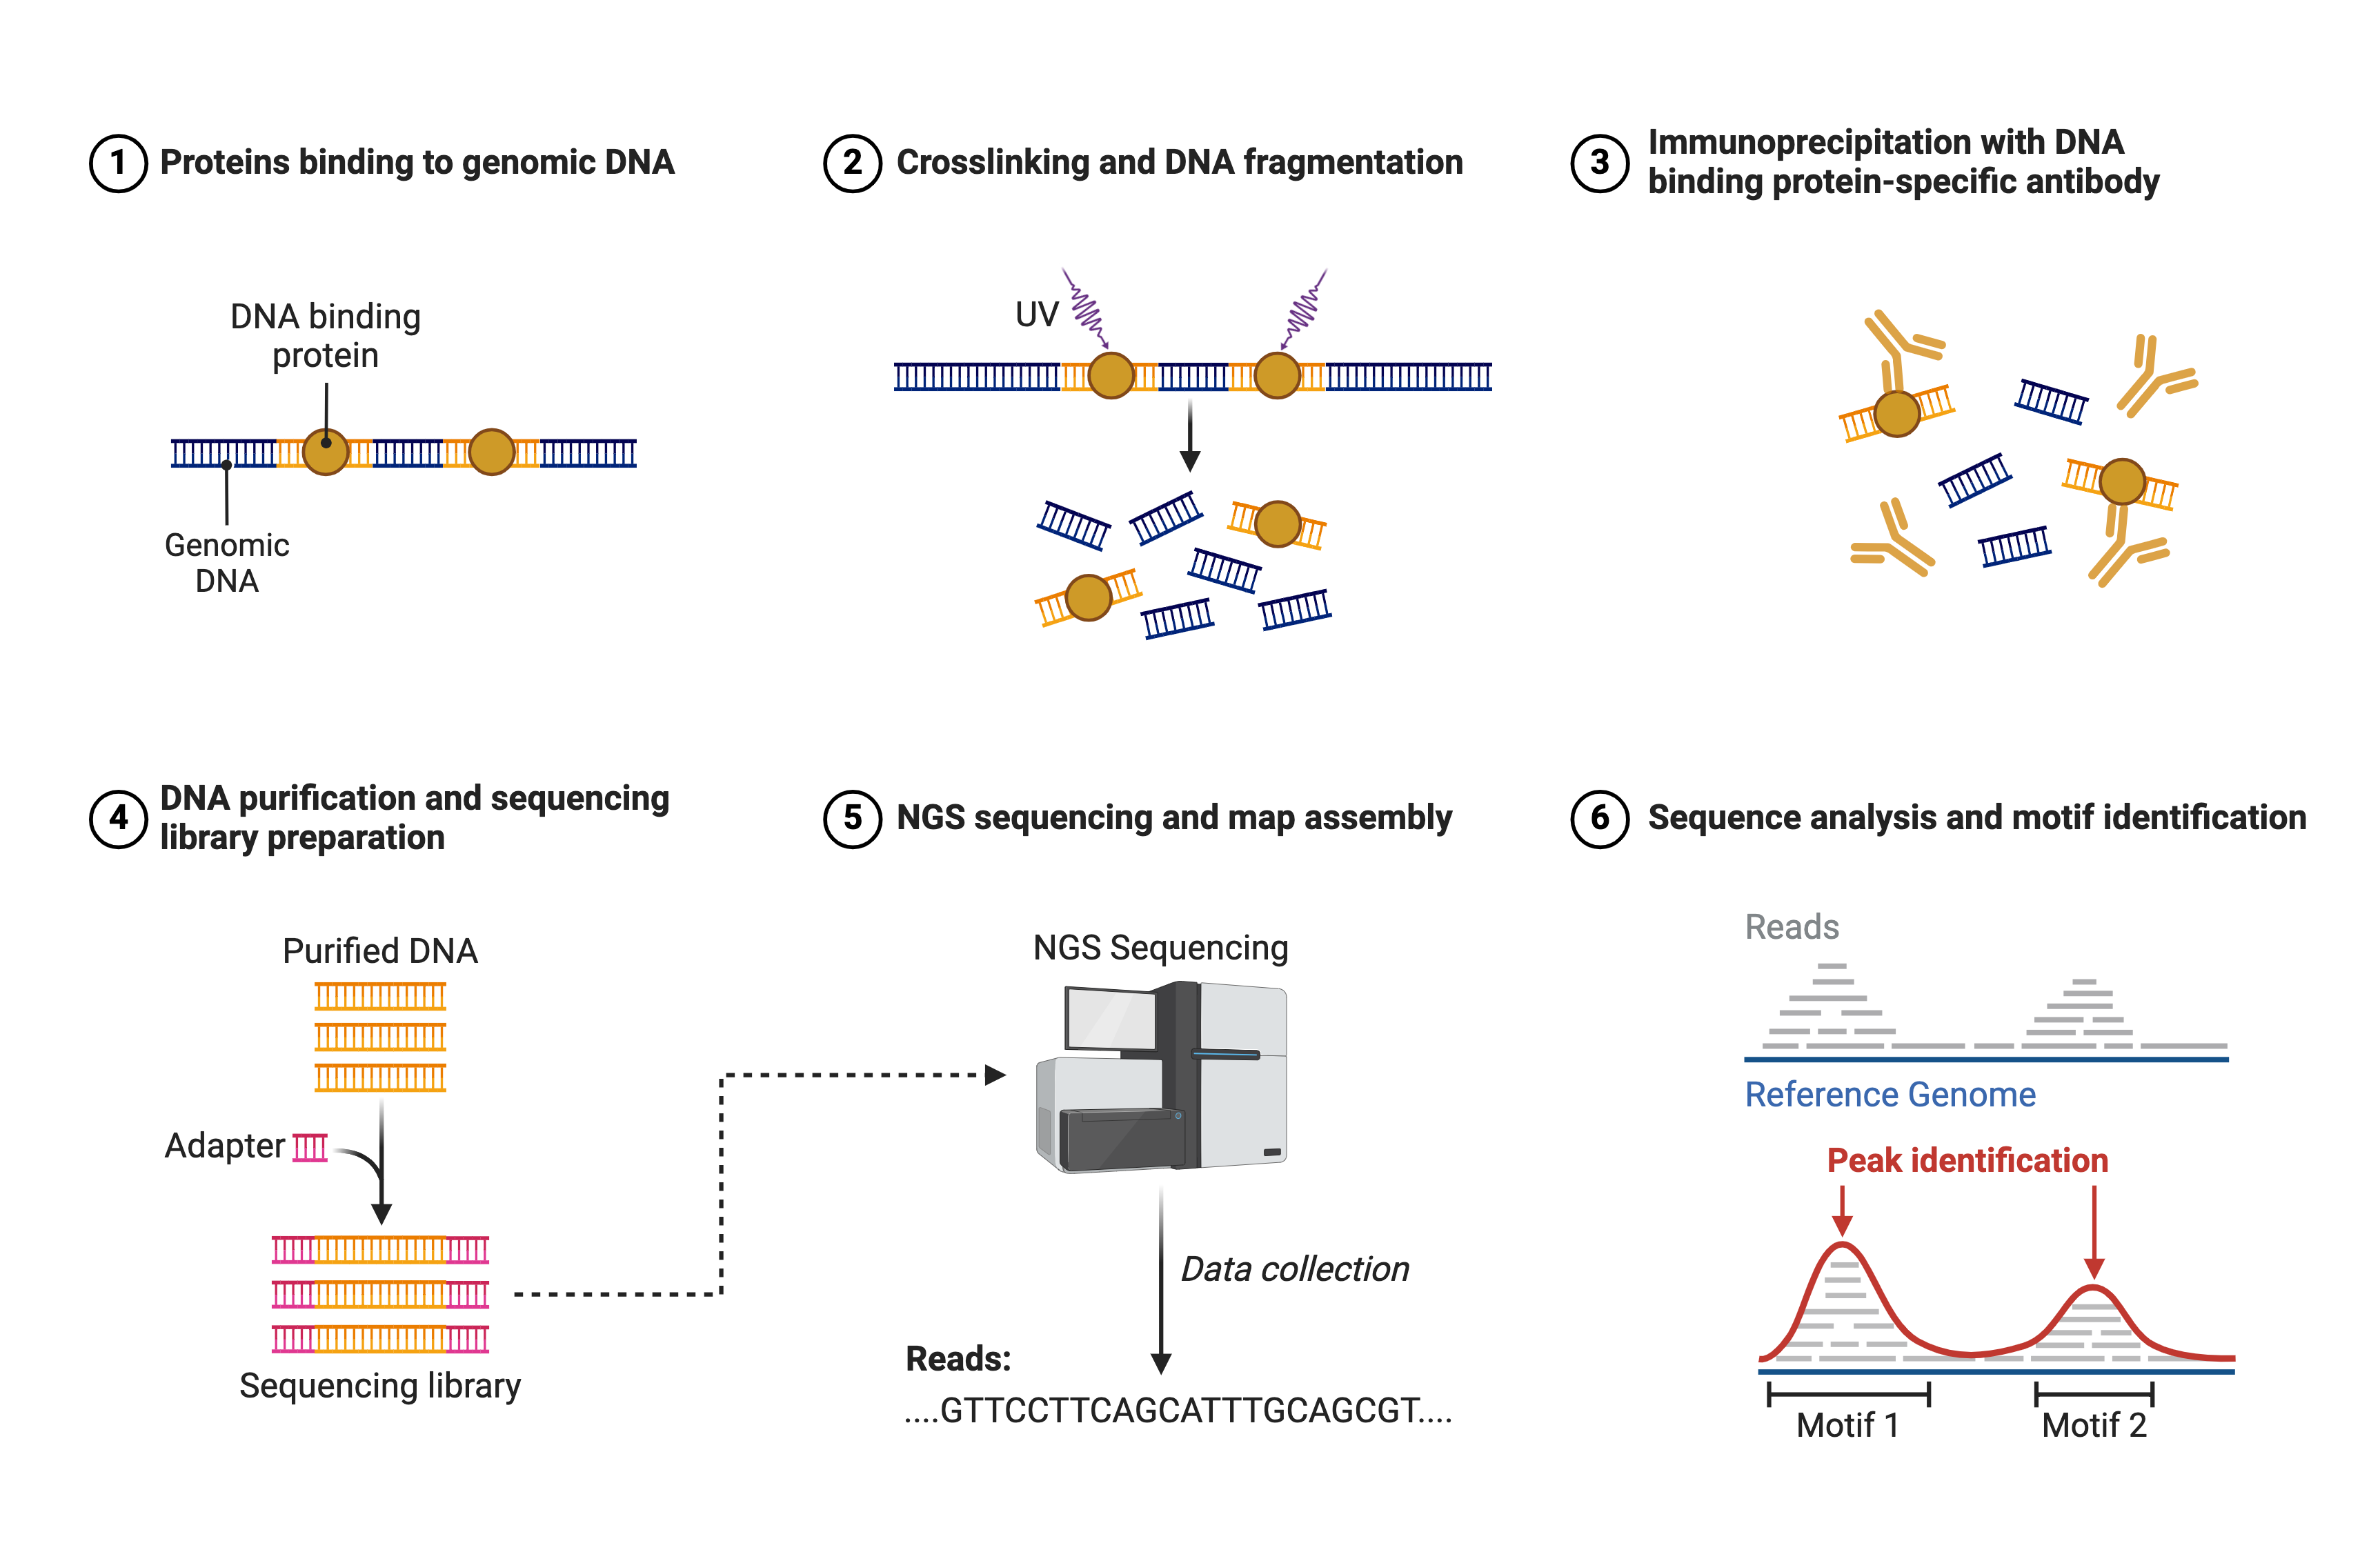 1 Proteins binding to genomic DNA
DNA binding
protein
Genomic
DNA
2 Crosslinking and DNA fragmentation
UV
3 Immunoprecipitation with DNA
binding protein-specific antibody
4 DNA purification and sequencing
library preparation
Purified DNA
Adapter
Sequencing library
5 NGS sequencing and map assembly
NGS Sequencing
Data collection
Reads:
....GTTCCTTCAGCATTTGCAGCGT....
6 Sequence analysis and motif identification
Reads
Reference Genome
Peak identification
Motif 1
Motif 2